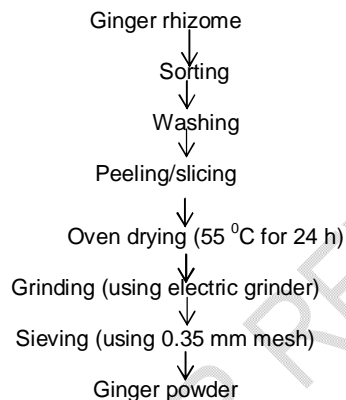 Ginger rhizome
Sorting
Washing
Peeling/slicing
Oven drying (55 ⁰C for 24 h)
Grinding (using electric grinder)
Sieving (using 0.35 mm mesh)
Ginger powder